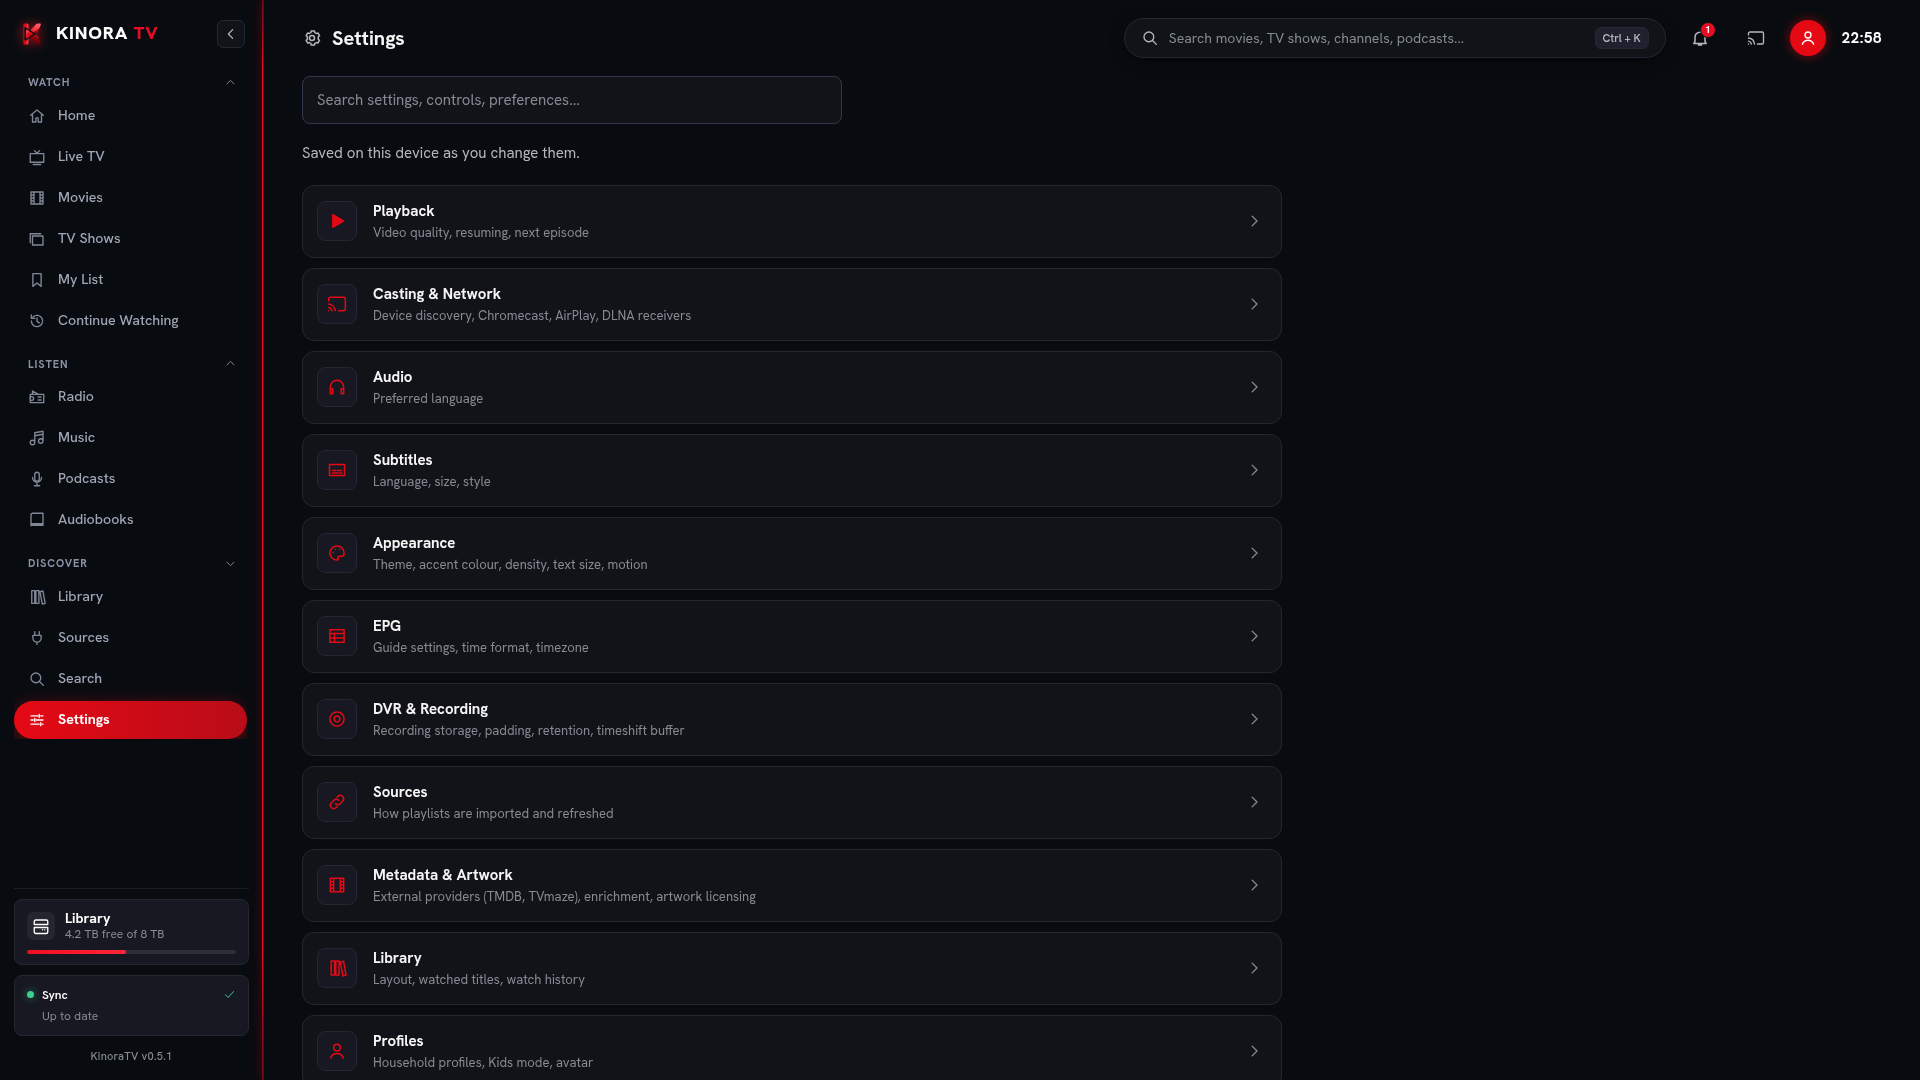 KINORA TV
WATCH
Home
Live TV
Movies
TV Shows
My List
Continue Watching
LISTEN
Radio
Music
Podcasts
Audiobooks
DISCOVER
Library
Sources
Search
Settings
Library
4.2 TB free of 8 TB
Sync
Up to date
KinoraTV v0.5.1
Settings
Search movies, TV shows, channels, podcasts...
Ctrl + K
1
22:58
Search settings, controls, preferences...
Saved on this device as you change them.
Playback
Video quality, resuming, next episode
Casting & Network
Device discovery, Chromecast, AirPlay, DLNA receivers
Audio
Preferred language
Subtitles
Language, size, style
Appearance
Theme, accent colour, density, text size, motion
EPG
Guide settings, time format, timezone
DVR & Recording
Recording storage, padding, retention, timeshift buffer
Sources
How playlists are imported and refreshed
Metadata & Artwork
External providers (TMDB, TVmaze), enrichment, artwork licensing
Library
Layout, watched titles, watch history
Profiles
Household profiles, Kids mode, avatar